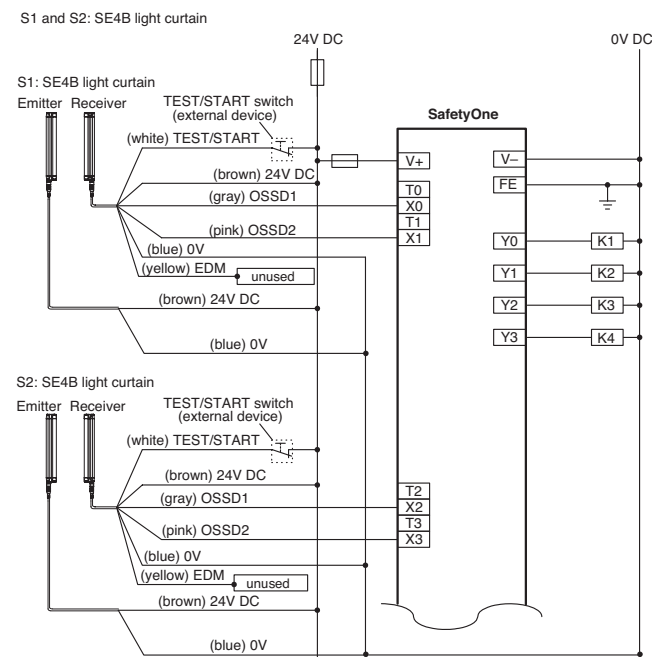 S1 and S2: SE4B light curtain
24V DC
0V DC
S1: SE4B light curtain
Emitter Receiver
TEST/START switch
(external device)
SafetyOne
(white) TEST/START
V+
V–
(brown) 24V DC
FE
T0
(gray) OSSD1
X0
T1
(pink) OSSD2
X1
Y0
K1
(blue) 0V
(yellow) EDM
unused
Y1
K2
(brown) 24V DC
Y2
K3
Y3
K4
(blue) 0V
S2: SE4B light curtain
Emitter Receiver
TEST/START switch
(external device)
(white) TEST/START
(brown) 24V DC
T2
(gray) OSSD1
X2
T3
(pink) OSSD2
X3
(blue) 0V
(yellow) EDM
unused
(brown) 24V DC
(blue) 0V